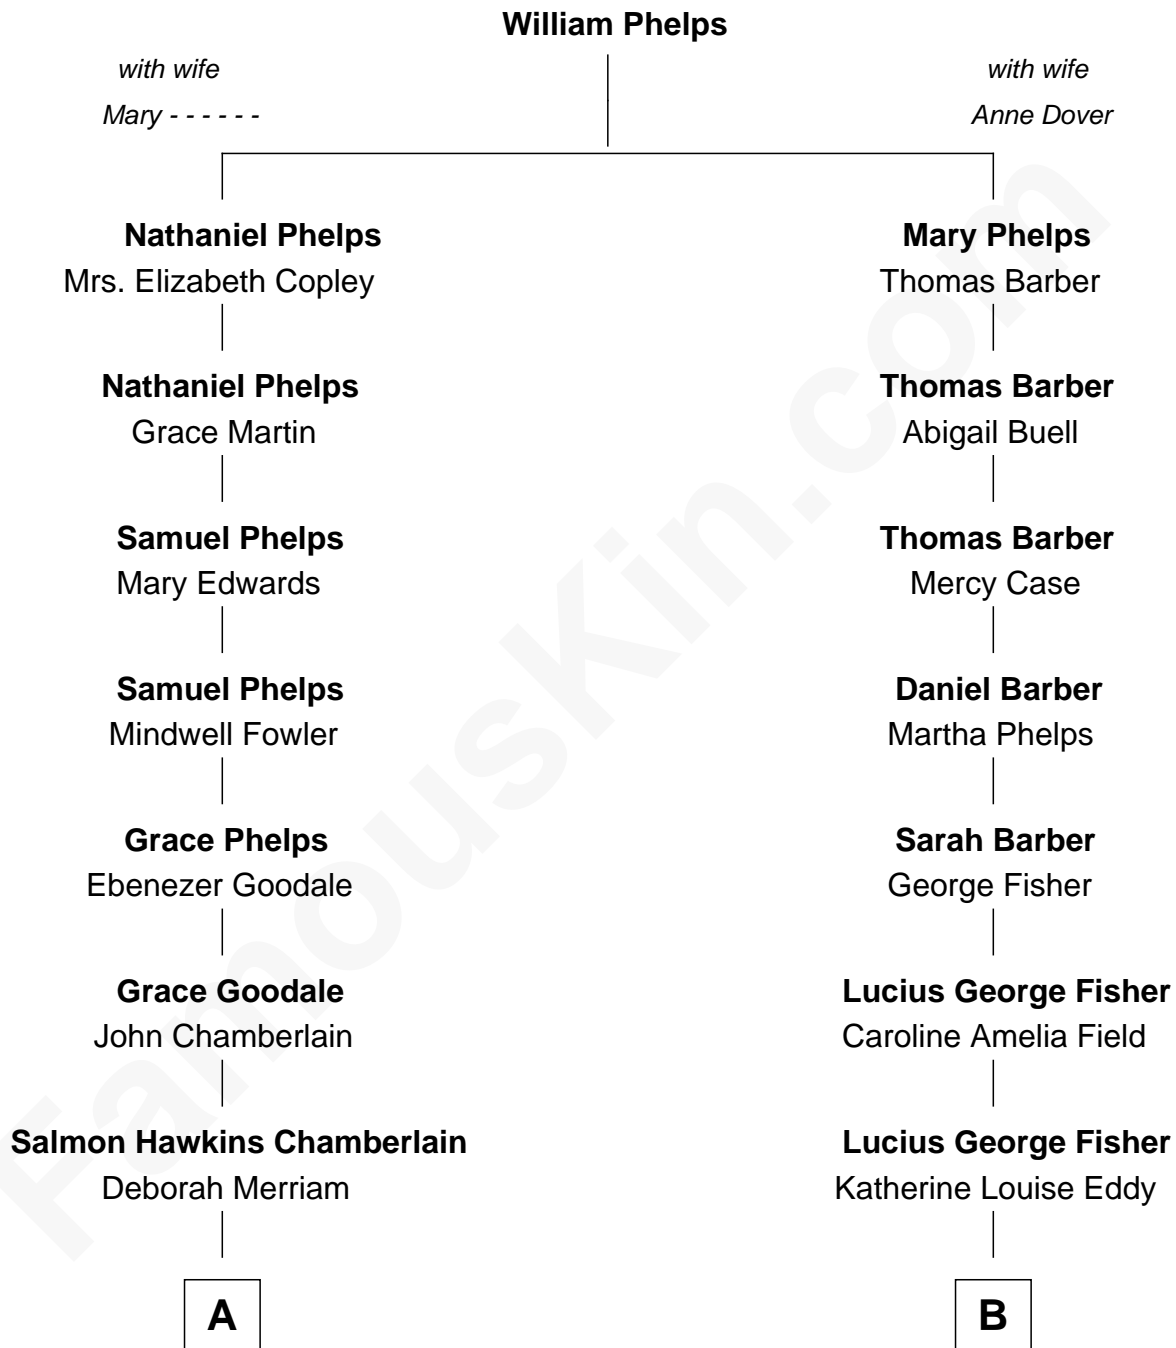 William Phelps
with wife
Mary - - - - - -
with wife
Anne Dover
Nathaniel Phelps
Mrs. Elizabeth Copley
Mary Phelps
Thomas Barber
Nathaniel Phelps
Grace Martin
Thomas Barber
Abigail Buell
Samuel Phelps
Mary Edwards
Thomas Barber
Mercy Case
Samuel Phelps
Mindwell Fowler
Daniel Barber
Martha Phelps
Grace Phelps
Ebenezer Goodale
Sarah Barber
George Fisher
Grace Goodale
John Chamberlain
Lucius George Fisher
Caroline Amelia Field
Salmon Hawkins Chamberlain
Deborah Merriam
Lucius George Fisher
Katherine Louise Eddy
A
B
FamousKin.com